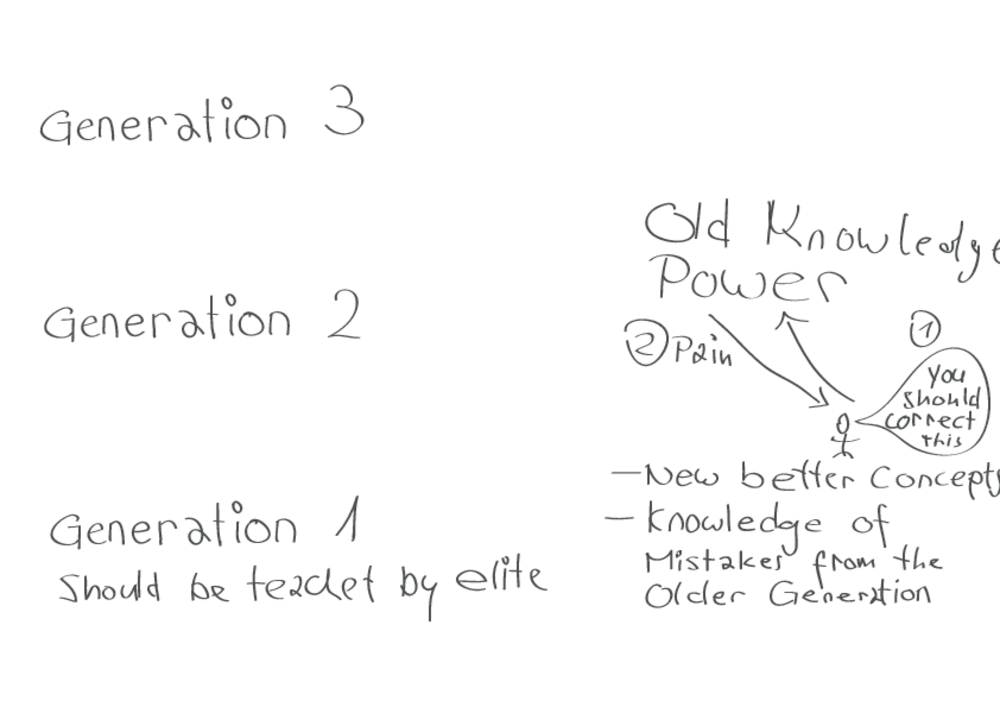 Generation 3
Old Knowledge
Power
Generation 2
② Pain
①
You
should
correct
this
- New better Concepts
Generation 1
- Knowledge of
Mistakes from the
Older Generation
Should be teachet by elite